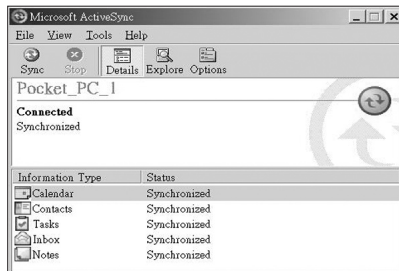 Microsoft ActiveSync
File View Tools Help
Sync Stop Details Explore Options
Pocket_PC_1
Connected
Synchronized
Information Type Status
Calendar Synchronized
Contacts Synchronized
Tasks Synchronized
Inbox Synchronized
Notes Synchronized